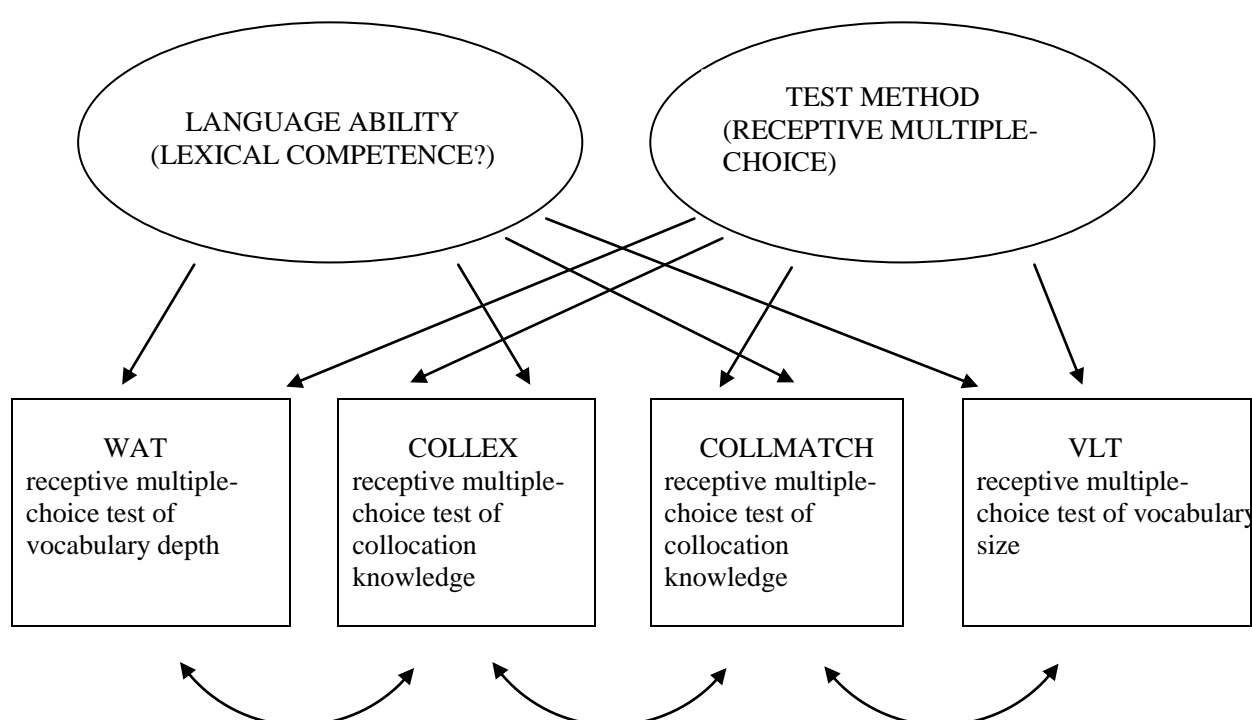 LANGUAGE ABILITY
(LEXICAL COMPETENCE?)
TEST METHOD
(RECEPTIVE MULTIPLE-
CHOICE)
WAT
receptive multiple-
choice test of
vocabulary depth
COLLEX
receptive multiple-
choice test of
collocation
knowledge
COLLMATCH
receptive multiple-
choice test of
collocation
knowledge
VLT
receptive multiple-
choice test of vocabulary
size